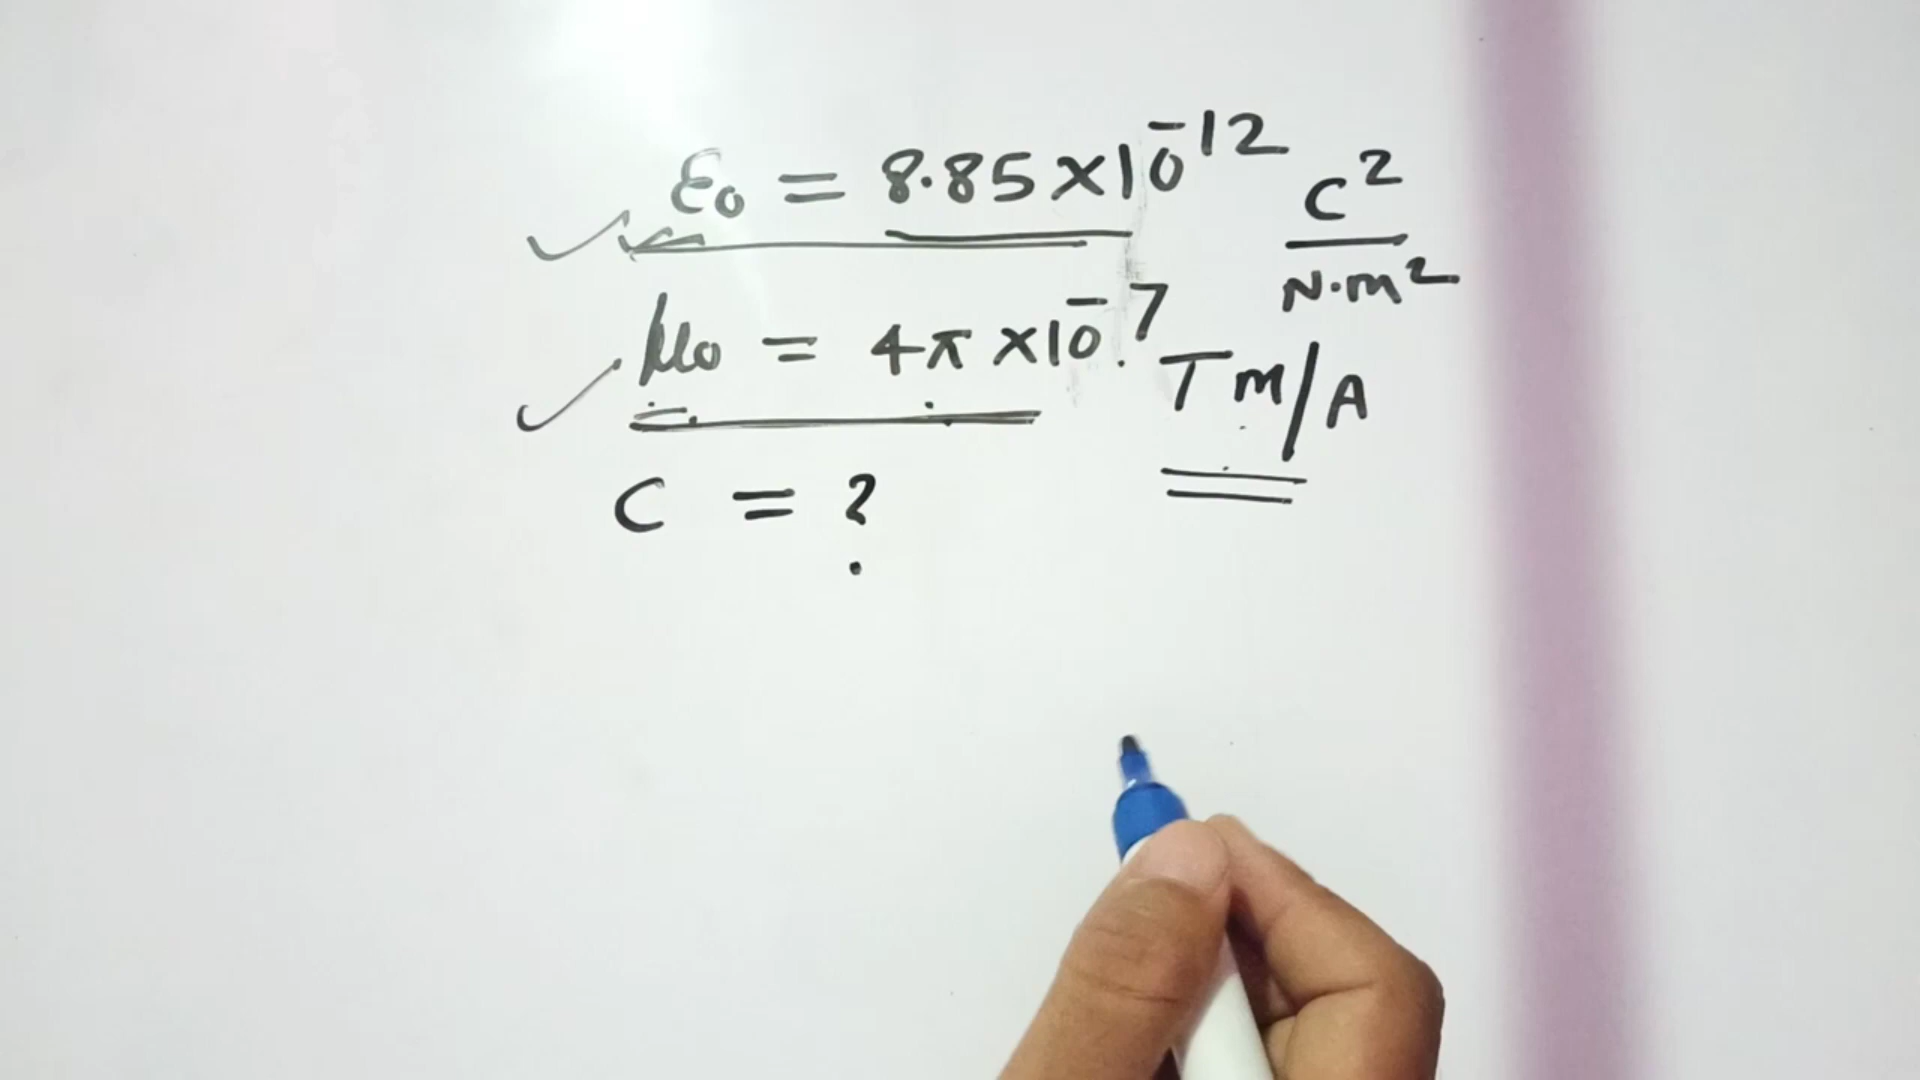 ε₀ = 8.85 × 10⁻¹² C²/N·m²
μ₀ = 4π × 10⁻⁷ Tm/A
C = ?